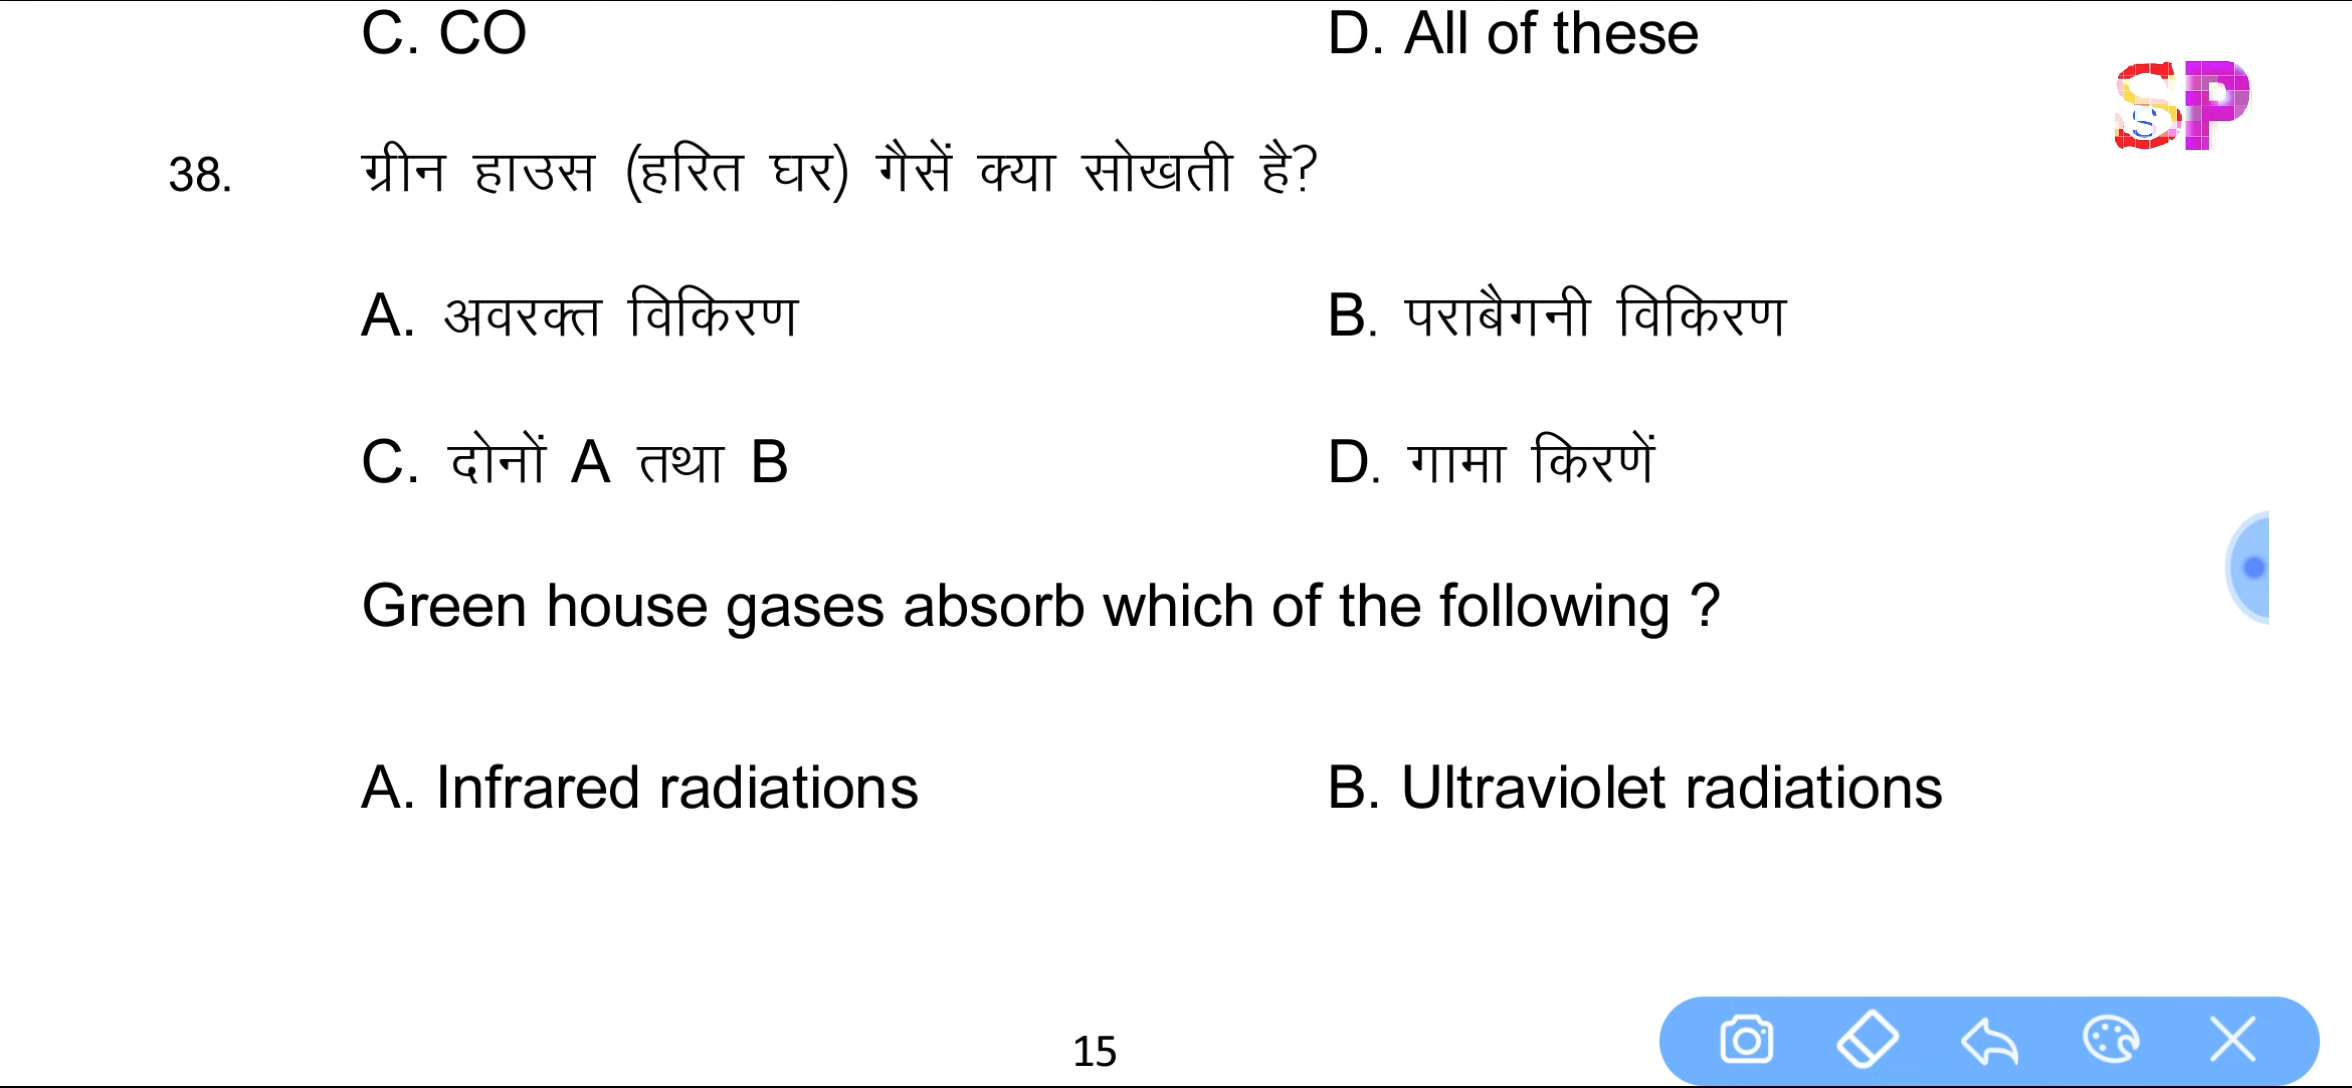 C. CO D. All of these
SP
S
38. ग्रीन हाउस (हरित घर) गैसें क्या सोखती है?
A. अवरक्त विकिरण B. पराबैगनी विकिरण
C. दोनों A तथा B D. गामा किरणें
Green house gases absorb which of the following ?
A. Infrared radiations B. Ultraviolet radiations
15